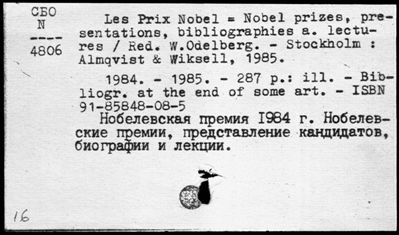 СБО
N
----
4806
Les Prix Nobel = Nobel prizes, pre-
sentations, bibliographies a. lectu-
res / Red. W.Odelberg. - Stockholm :
Almqvist & Wiksell, 1985.
1984. - 1985. - 287 p.: ill. - Bib-
liogr. at the end of some art. - ISBN
91-85848-08-5
Нобелевская премия I984 г. Нобелев-
ские премии, представление кандидатов,
биографии и лекции.
16